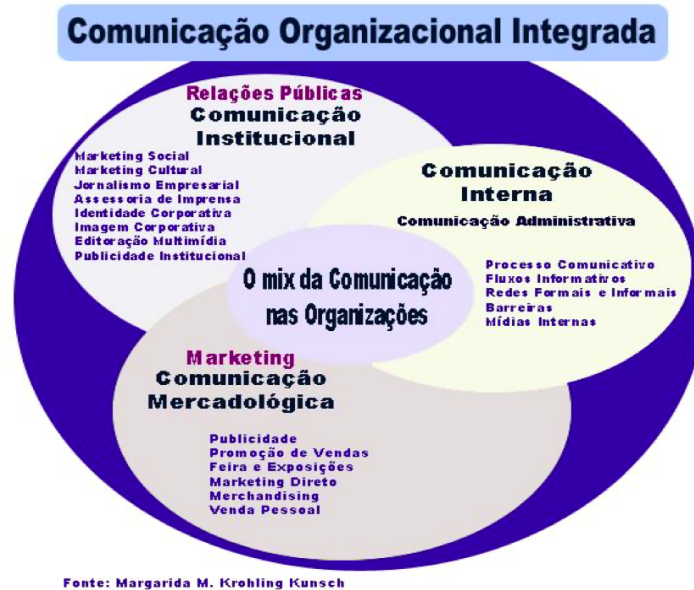 Comunicação Organizacional Integrada
Relações Públicas
Comunicação
Institucional
Marketing Social
Marketing Cultural
Jornalismo Empresarial
Assessoria de Imprensa
Identidade Corporativa
Imagem Corporativa
Editoração Multimídia
Publicidade Institucional
Comunicação
Interna
Comunicação Administrativa
Processo Comunicativo
Fluxos Informativos
Redes Formais e Informais
Barreiras
Mídias Internas
O mix da Comunicação
nas Organizações
Marketing
Comunicação
Mercadológica
Publicidade
Promoção de Vendas
Feira e Exposições
Marketing Direto
Merchandising
Venda Pessoal
Fonte: Margarida M. Krohling Kunsch